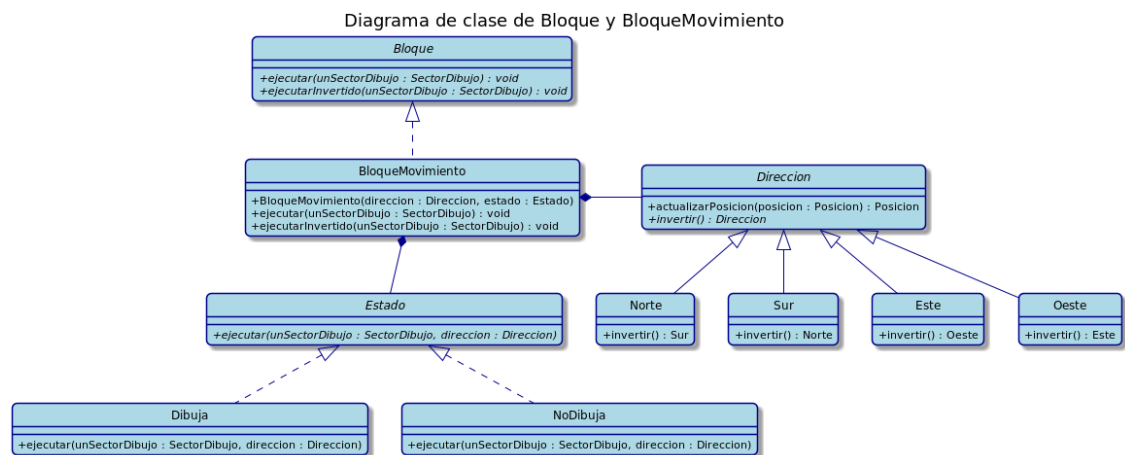 Diagrama de clase de Bloque y BloqueMovimiento
Bloque
+ejecutar(unSectorDibujo : SectorDibujo) : void
+ejecutarInvertido(unSectorDibujo : SectorDibujo) : void
BloqueMovimiento
+BloqueMovimiento(direccion : Direccion, estado : Estado)
+ejecutar(unSectorDibujo : SectorDibujo) : void
+ejecutarInvertido(unSectorDibujo : SectorDibujo) : void
Direccion
+actualizarPosicion(posicion : Posicion) : Posicion
+invertir() : Direccion
Estado
+ejecutar(unSectorDibujo : SectorDibujo, direccion : Direccion)
Norte
+invertir() : Sur
Sur
+invertir() : Norte
Este
+invertir() : Oeste
Oeste
+invertir() : Este
Dibuja
+ejecutar(unSectorDibujo : SectorDibujo, direccion : Direccion)
NoDibuja
+ejecutar(unSectorDibujo : SectorDibujo, direccion : Direccion)